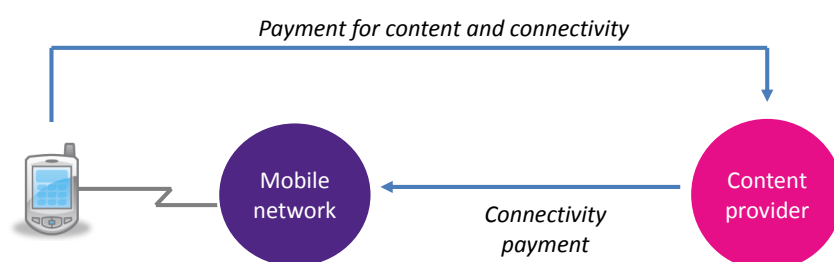 Payment for content and connectivity
Mobile
network
Content
provider
Connectivity
payment